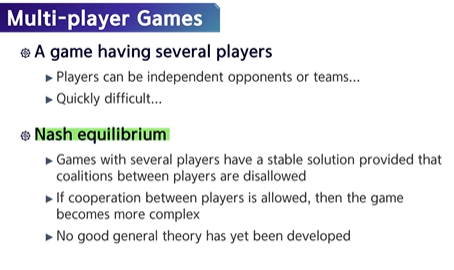 Multi-player Games
A game having several players
Players can be independent opponents or teams...
Quickly difficult...
Nash equilibrium
Games with several players have a stable solution provided that
coalitions between players are disallowed
If cooperation between players is allowed, then the game
becomes more complex
No good general theory has yet been developed